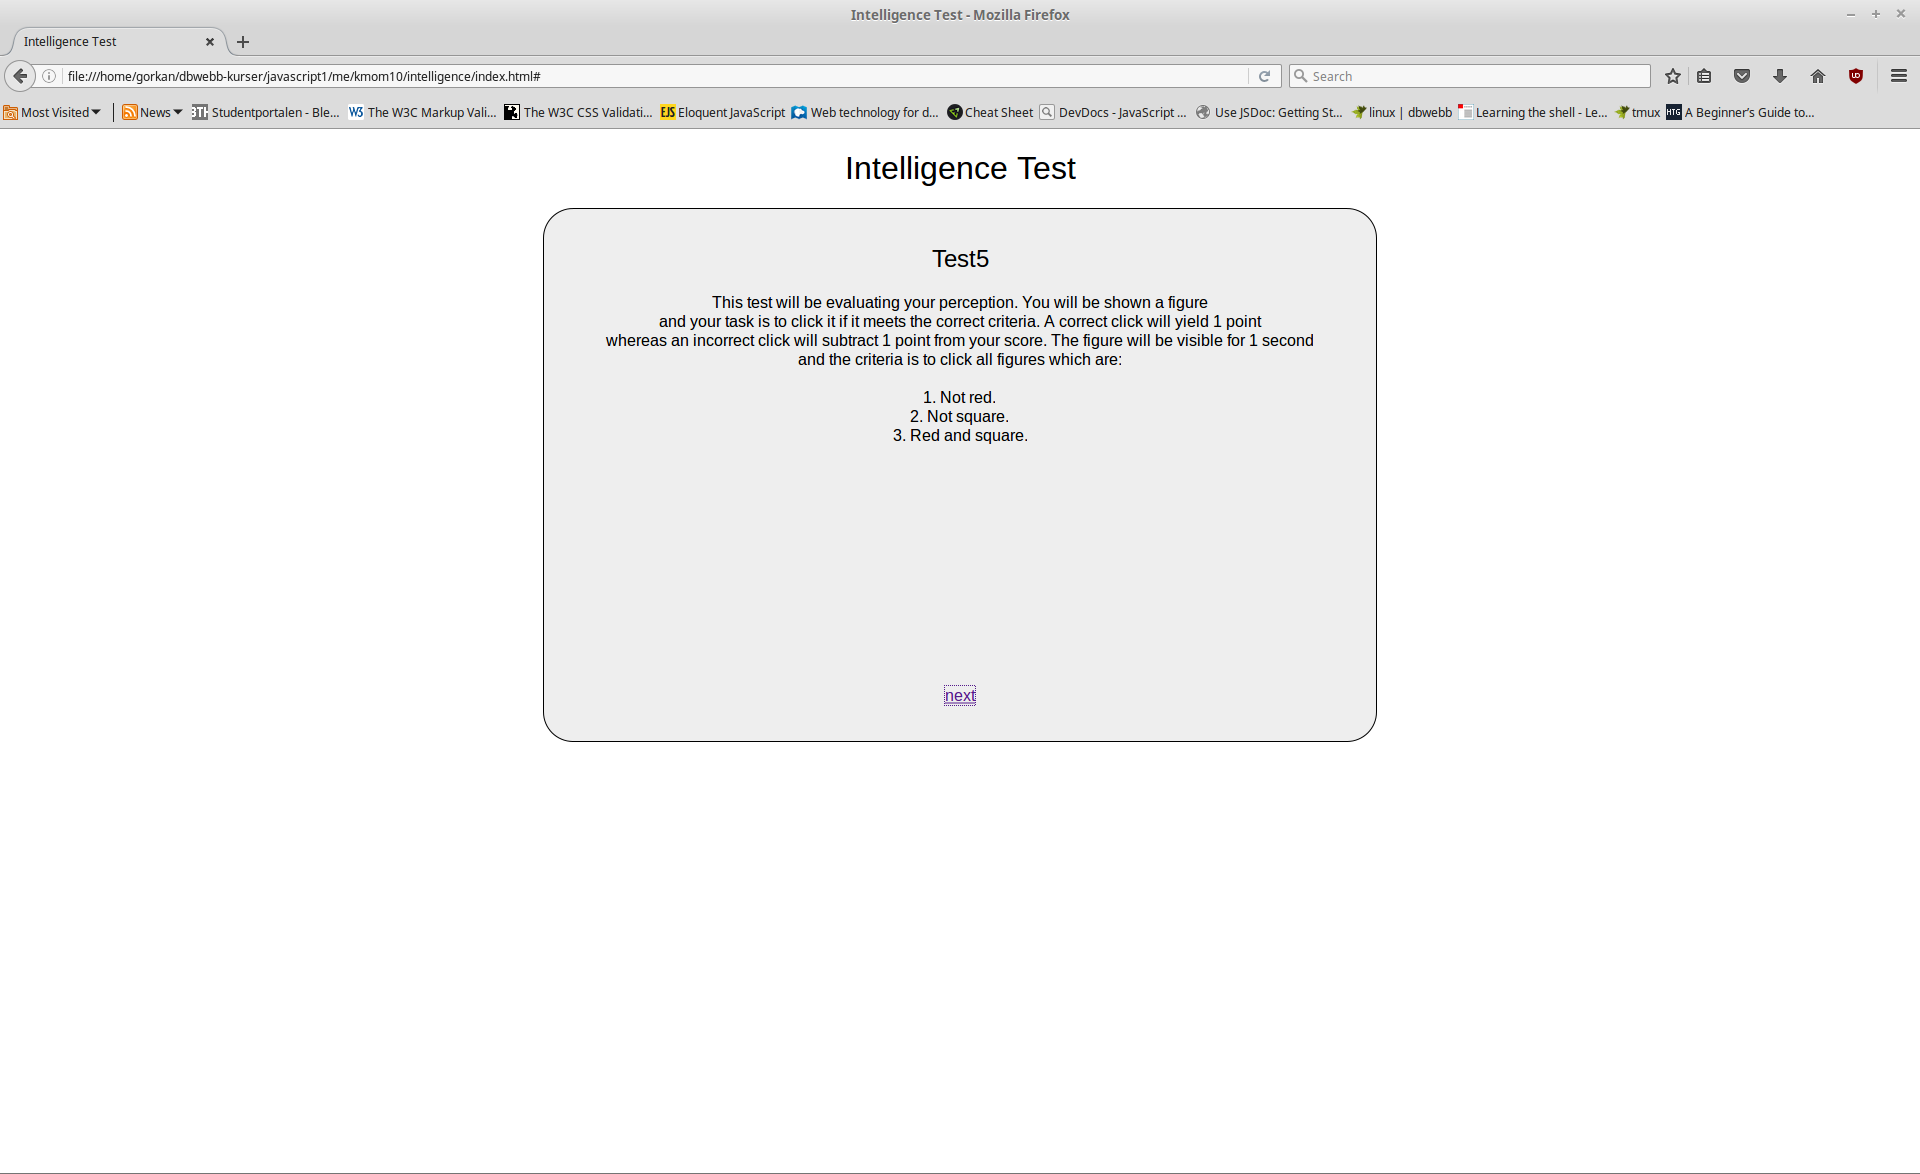 Intelligence Test - Mozilla Firefox
Intelligence Test
file:///home/gorkan/dbwebb-kurser/javascript1/me/kmom10/intelligence/index.html#
Search
Most Visited News BTH Studentportalen - Ble... W3 The W3C Markup Vali... The W3C CSS Validati... EJS Eloquent JavaScript Web technology for d... Cheat Sheet DevDocs - JavaScript ... Use JSDoc: Getting St... linux | dbwebb Learning the shell - Le... tmux HTG A Beginner's Guide to...
Intelligence Test
Test5
This test will be evaluating your perception. You will be shown a figure
and your task is to click it if it meets the correct criteria. A correct click will yield 1 point
whereas an incorrect click will subtract 1 point from your score. The figure will be visible for 1 second
and the criteria is to click all figures which are:
1. Not red.
2. Not square.
3. Red and square.
next